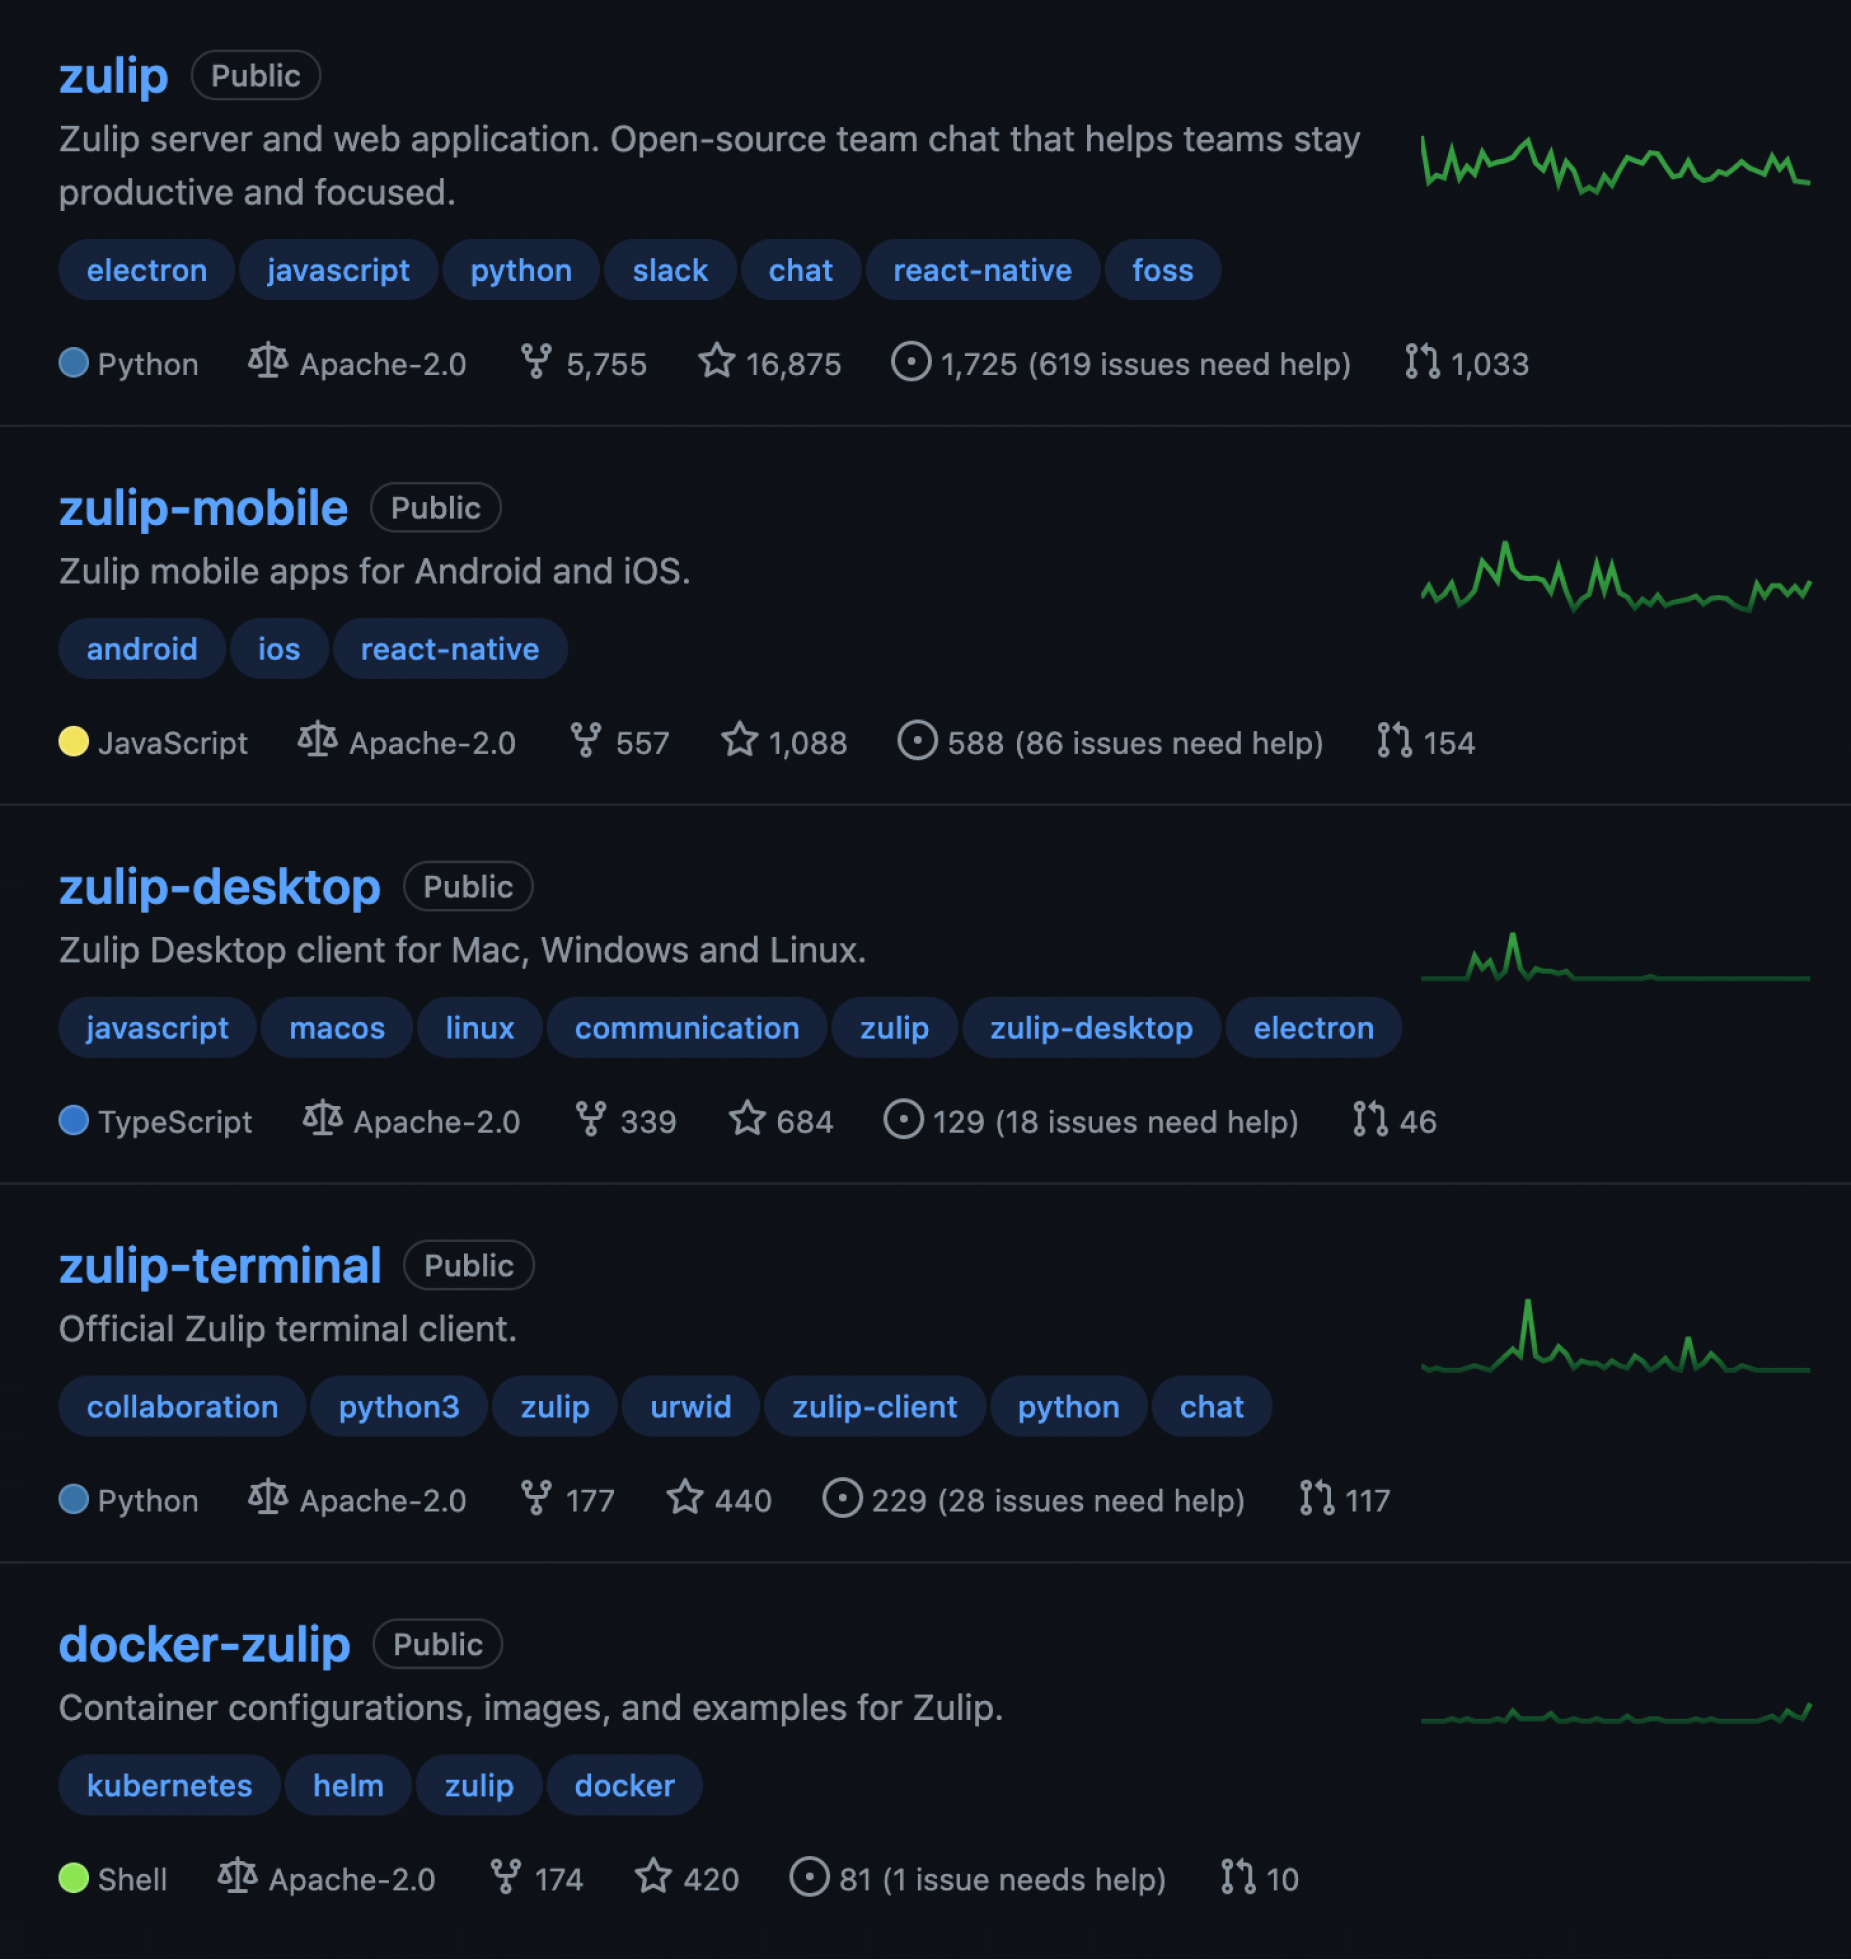 zulip Public
Zulip server and web application. Open-source team chat that helps teams stay
productive and focused.
electron javascript python slack chat react-native foss
Python Apache-2.0 5,755 16,875 1,725 (619 issues need help) 1,033
zulip-mobile Public
Zulip mobile apps for Android and iOS.
android ios react-native
JavaScript Apache-2.0 557 1,088 588 (86 issues need help) 154
zulip-desktop Public
Zulip Desktop client for Mac, Windows and Linux.
javascript macos linux communication zulip zulip-desktop electron
TypeScript Apache-2.0 339 684 129 (18 issues need help) 46
zulip-terminal Public
Official Zulip terminal client.
collaboration python3 zulip urwid zulip-client python chat
Python Apache-2.0 177 440 229 (28 issues need help) 117
docker-zulip Public
Container configurations, images, and examples for Zulip.
kubernetes helm zulip docker
Shell Apache-2.0 174 420 81 (1 issue needs help) 10